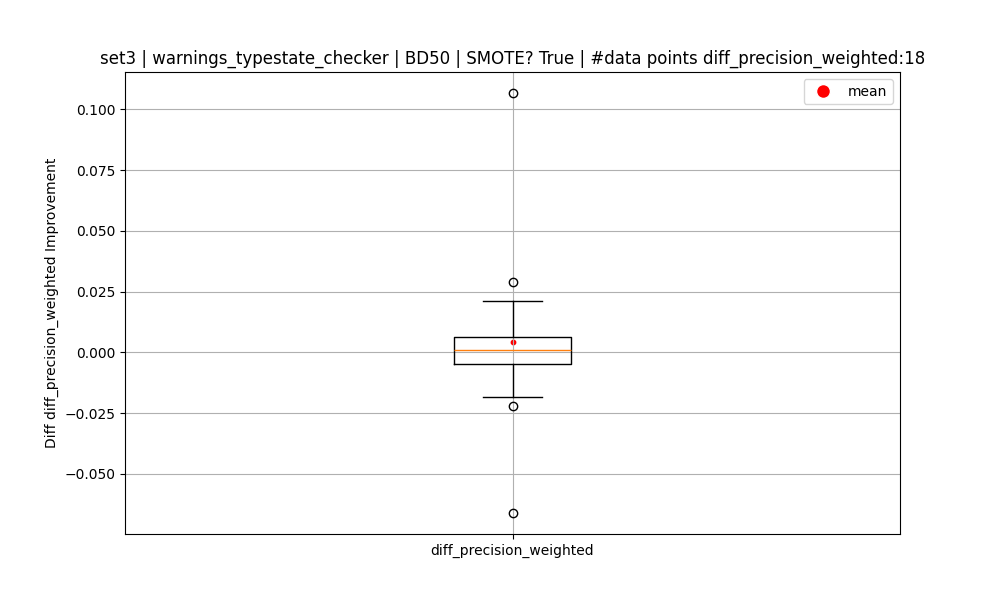 set3 | warnings_typestate_checker | BD50 | SMOTE? True | #data points diff_precision_weighted:18
mean
0.100
0.075
0.050
0.025
0.000
−0.025
−0.050
Diff diff_precision_weighted Improvement
diff_precision_weighted